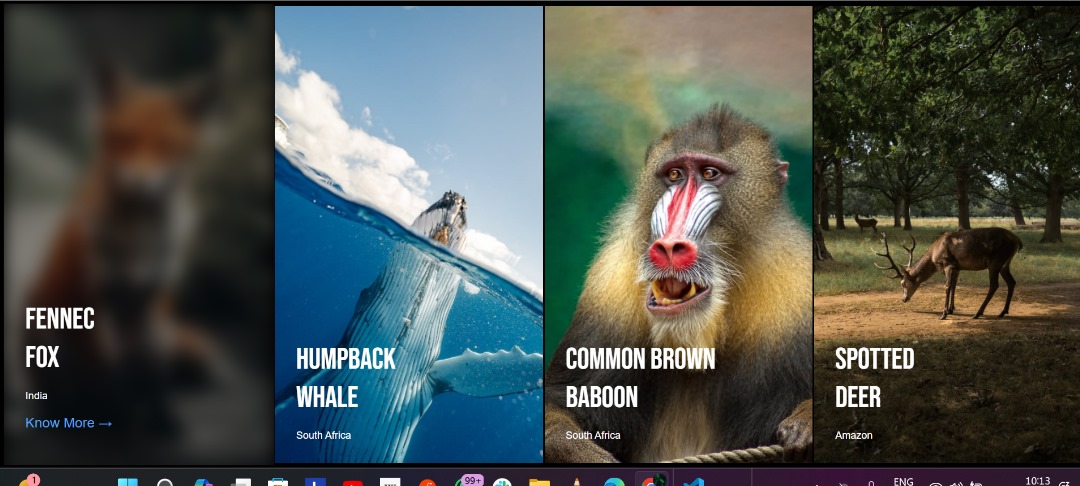 FENNEC
FOX
India
Know More →
HUMPBACK
WHALE
South Africa
COMMON BROWN
BABOON
South Africa
SPOTTED
DEER
Amazon
1
99+
ENG
10:13